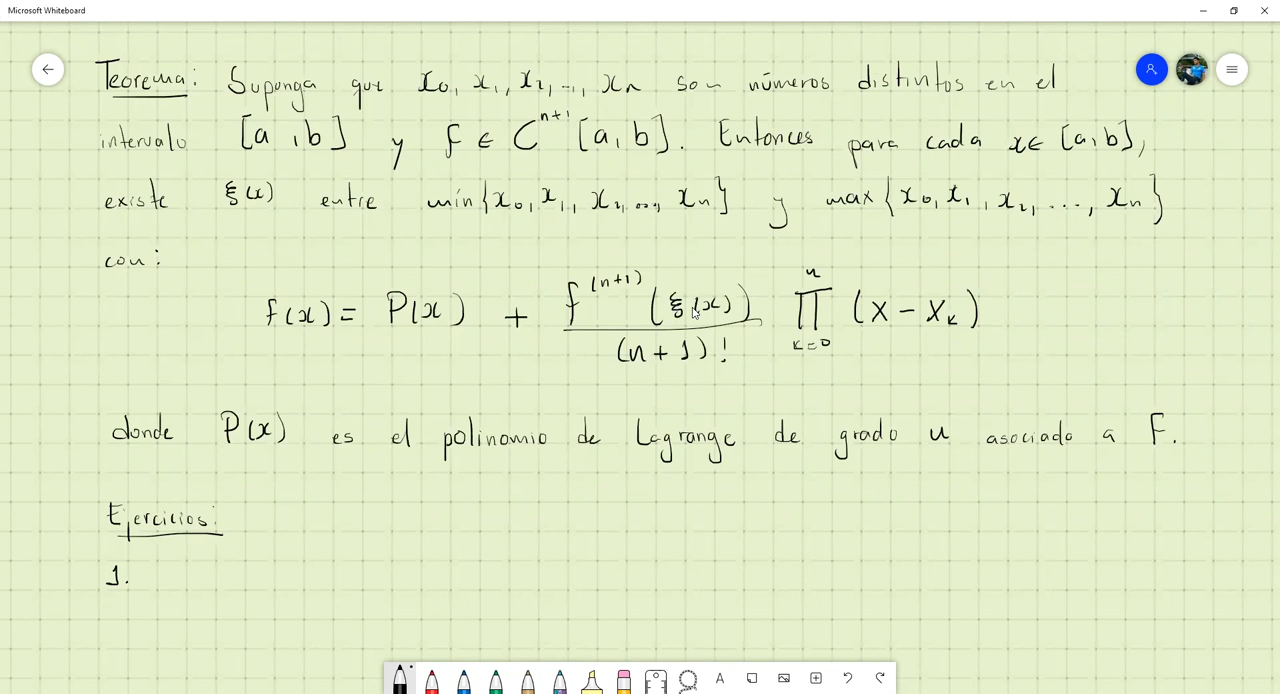 Microsoft Whiteboard
Teorema: Suponga que x₀, x₁, x₂, ..., xₙ son números distintos en el
intervalo [a, b] y f ∈ Cⁿ⁺¹ [a, b]. Entonces para cada x ∈ [a, b],
existe ξ(x) entre mín{x₀, x₁, x₂, ..., xₙ} y max{x₀, x₁, x₂, ..., xₙ}
con:
f(x) = P(x) + f⁽ⁿ⁺¹⁾(ξ(x)) / (n+1)! ∏ₖ₌₀ⁿ (x − xₖ)
donde P(x) es el polinomio de Lagrange de grado n asociado a F.
Ejercicios:
1.